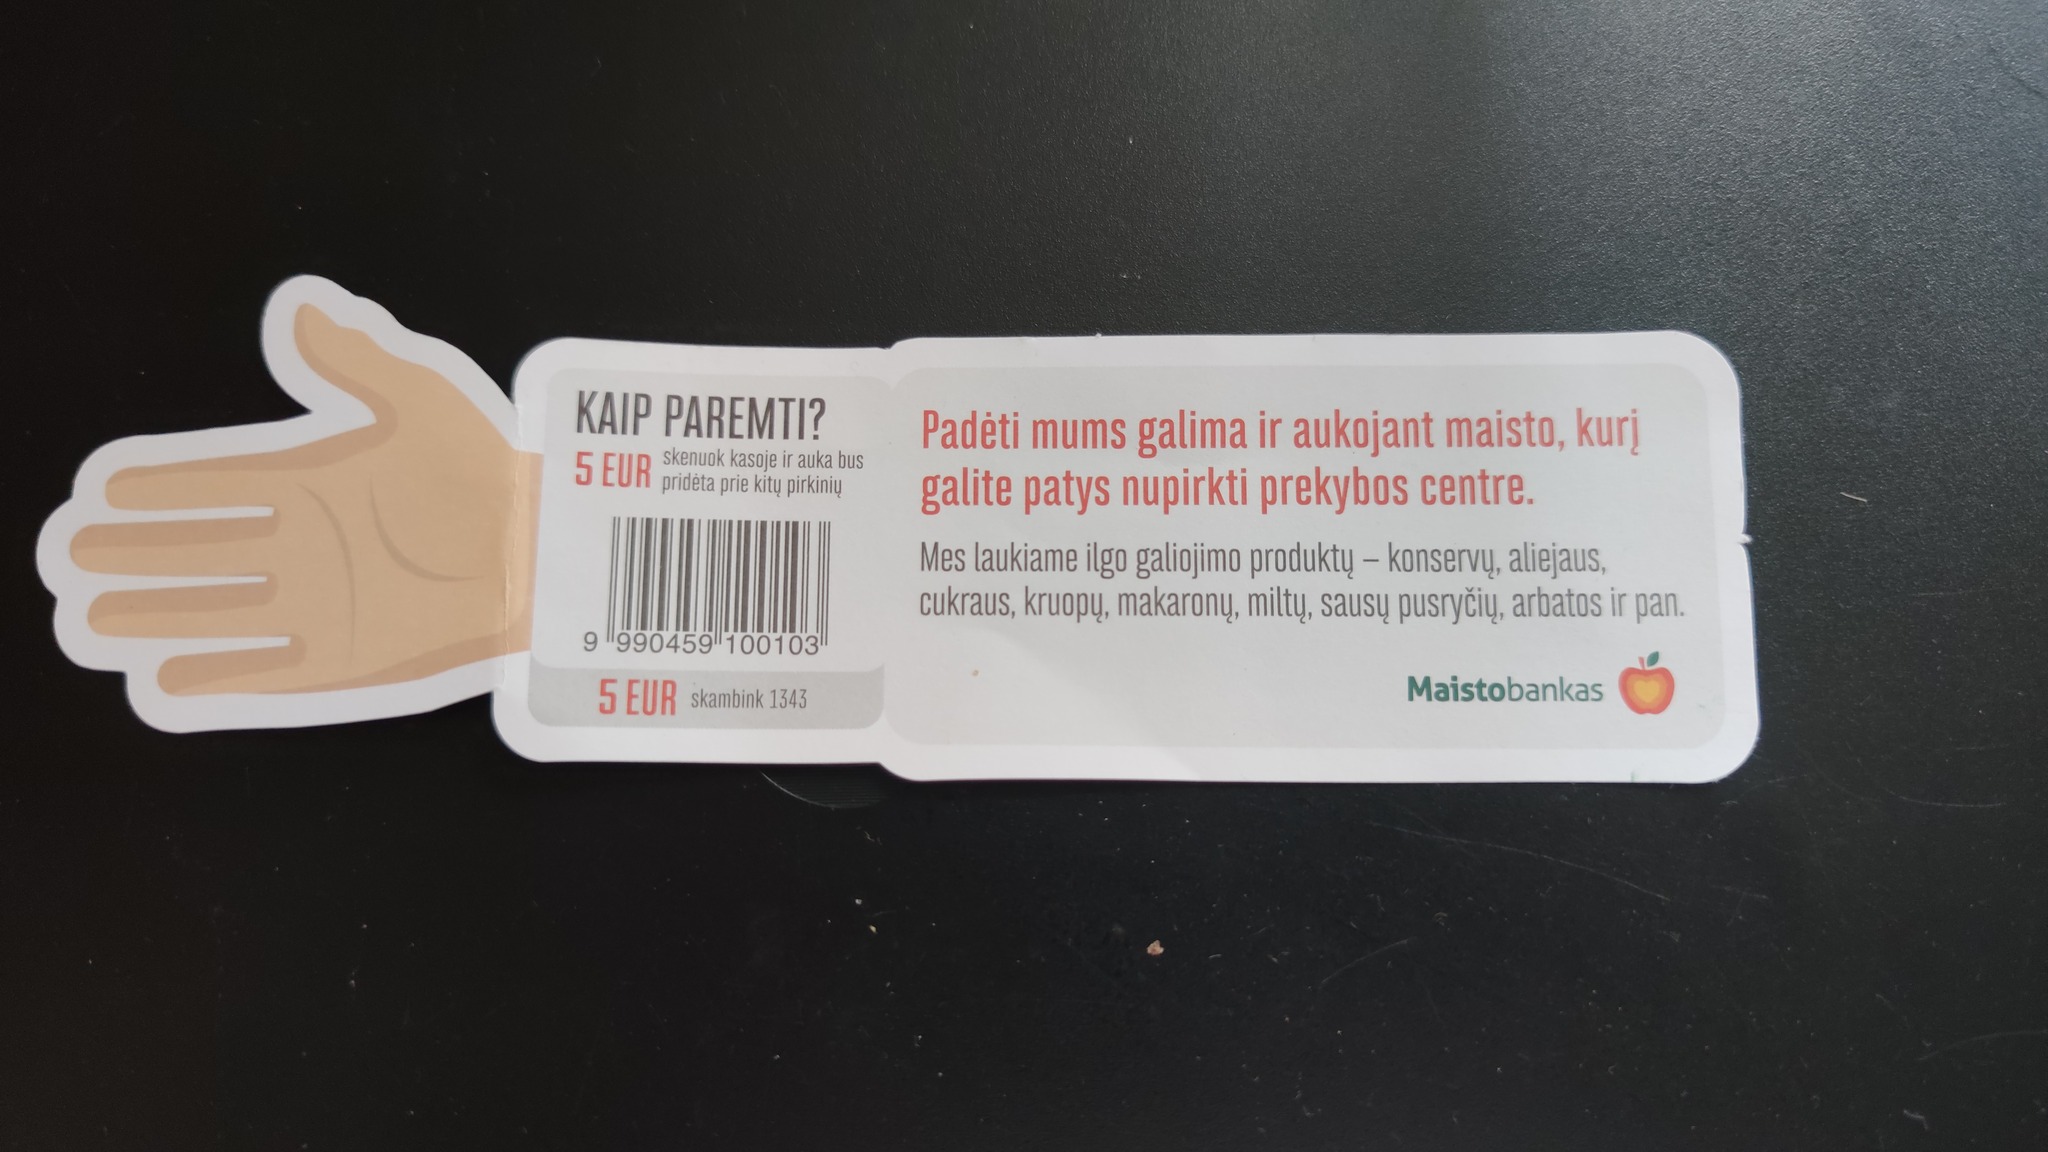 KAIP PAREMTI?
5 EUR skenuok kasoje ir auka bus
pridėta prie kitų pirkinių
9 990459 100103
5 EUR skambink 1343
Padėti mums galima ir aukojant maisto, kurį
galite patys nupirkti prekybos centre.
Mes laukiame ilgo galiojimo produktų – konservų, aliejaus,
cukraus, kruopų, makaronų, miltų, sausų pusryčių, arbatos ir pan.
Maistobankas